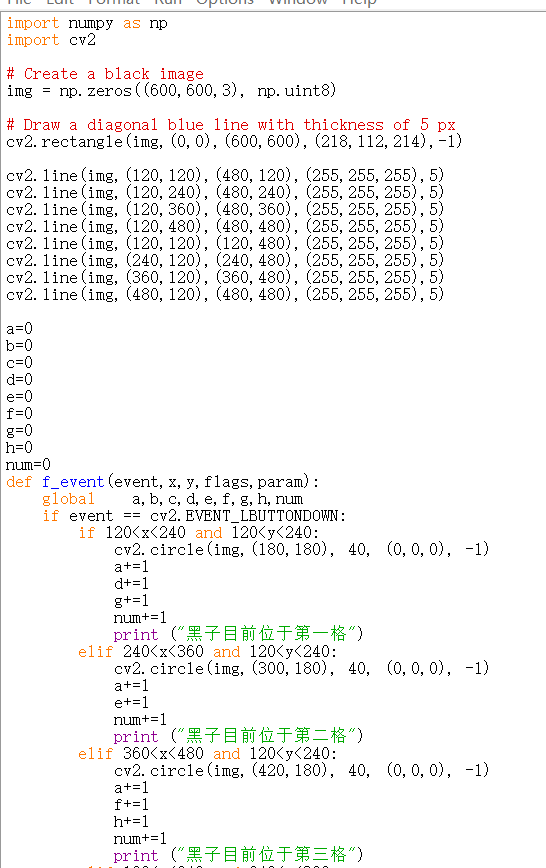 File Edit Format Run Options Window Help
import numpy as np
import cv2
# Create a black image
img = np.zeros((600,600,3), np.uint8)
# Draw a diagonal blue line with thickness of 5 px
cv2.rectangle(img,(0,0),(600,600),(218,112,214),-1)
cv2.line(img,(120,120),(480,120),(255,255,255),5)
cv2.line(img,(120,240),(480,240),(255,255,255),5)
cv2.line(img,(120,360),(480,360),(255,255,255),5)
cv2.line(img,(120,480),(480,480),(255,255,255),5)
cv2.line(img,(120,120),(120,480),(255,255,255),5)
cv2.line(img,(240,120),(240,480),(255,255,255),5)
cv2.line(img,(360,120),(360,480),(255,255,255),5)
cv2.line(img,(480,120),(480,480),(255,255,255),5)
a=0
b=0
c=0
d=0
e=0
f=0
g=0
h=0
num=0
def f_event(event,x,y,flags,param):
    global    a,b,c,d,e,f,g,h,num
    if event == cv2.EVENT_LBUTTONDOWN:
        if 120<x<240 and 120<y<240:
            cv2.circle(img,(180,180), 40, (0,0,0), -1)
            a+=1
            d+=1
            g+=1
            num+=1
            print ("黑子目前位于第一格")
        elif 240<x<360 and 120<y<240:
            cv2.circle(img,(300,180), 40, (0,0,0), -1)
            a+=1
            e+=1
            num+=1
            print ("黑子目前位于第二格")
        elif 360<x<480 and 120<y<240:
            cv2.circle(img,(420,180), 40, (0,0,0), -1)
            a+=1
            f+=1
            h+=1
            num+=1
            print ("黑子目前位于第三格")